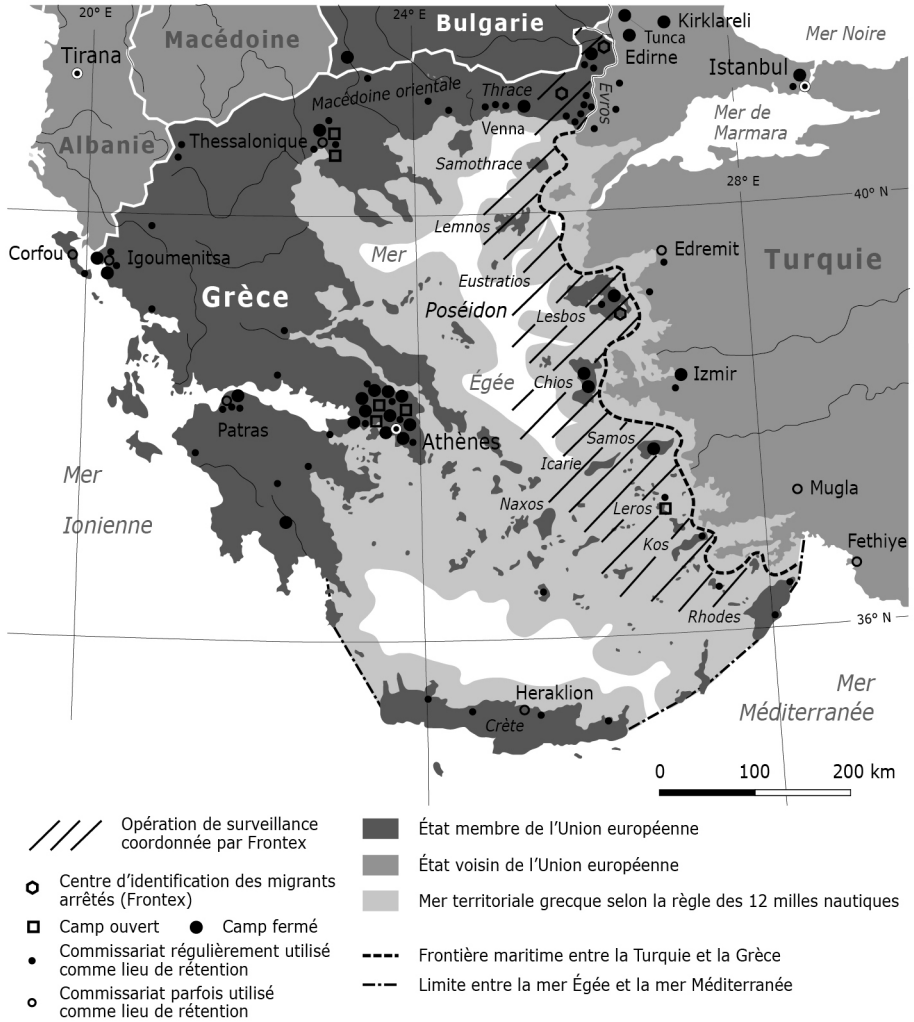 20° E
24° E
Bulgarie
Kirklareli
Tunca
Edirne
Mer Noire
Macédoine
Tirana
Istanbul
Macédoine orientale
Thrace
Evros
Venna
Mer de
Marmara
Albanie
Thessalonique
Samothrace
28° E
40° N
Lemnos
Corfou
Igoumenitsa
Mer
Edremit
Turquie
Eustratios
Grèce
Poséidon
Lesbos
Égée
Chios
Izmir
Patras
Athènes
Samos
Icarie
Mer
Ionienne
Naxos
Leros
Mugla
Kos
Fethiye
Rhodes
36° N
Heraklion
Crète
Mer
Méditerranée
0 100 200 km
Opération de surveillance
coordonnée par Frontex
Centre d’identification des migrants
arrêtés (Frontex)
Camp ouvert
Camp fermé
Commissariat régulièrement utilisé
comme lieu de rétention
Commissariat parfois utilisé
comme lieu de rétention
État membre de l’Union européenne
État voisin de l’Union européenne
Mer territoriale grecque selon la règle des 12 milles nautiques
Frontière maritime entre la Turquie et la Grèce
Limite entre la mer Égée et la mer Méditerranée